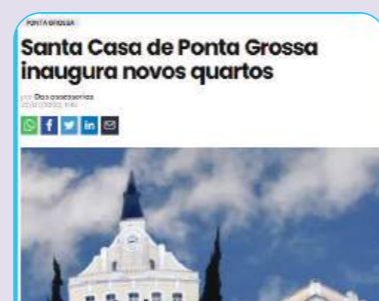 PONTA GROSSA
Santa Casa de Ponta Grossa
inaugura novos quartos
por Das assessorias